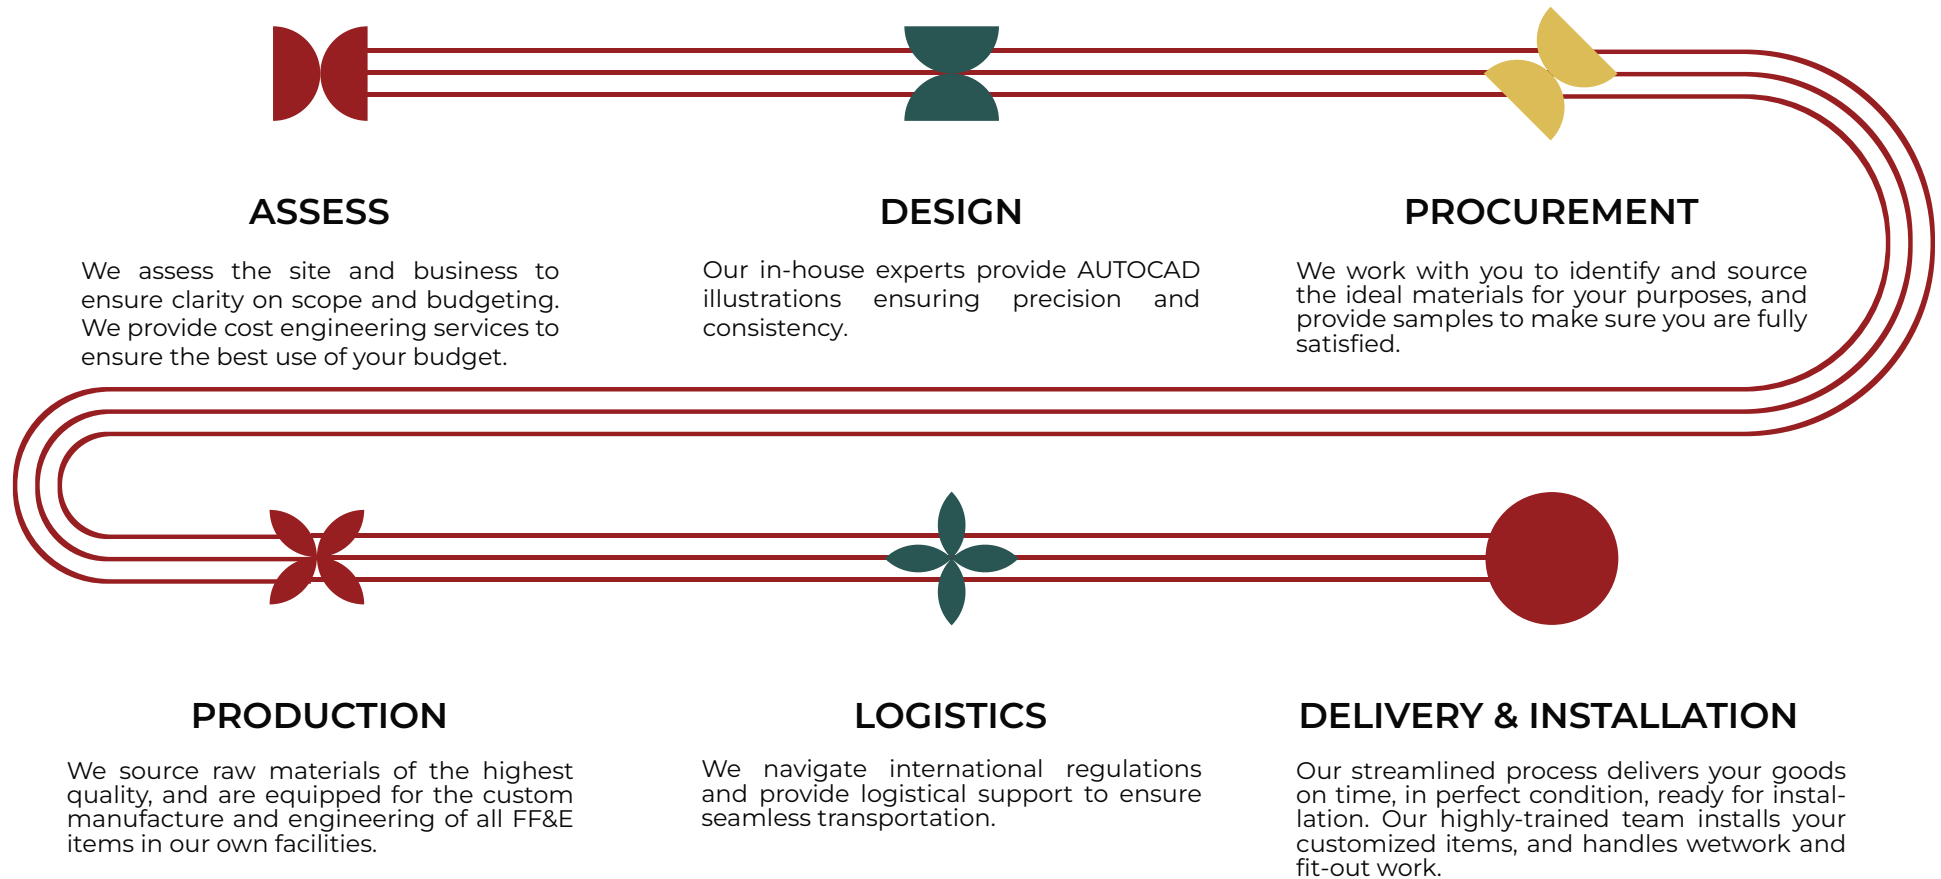 ASSESS
We assess the site and business to
ensure clarity on scope and budgeting.
We provide cost engineering services to
ensure the best use of your budget.
DESIGN
Our in-house experts provide AUTOCAD
illustrations ensuring precision and
consistency.
PROCUREMENT
We work with you to identify and source
the ideal materials for your purposes, and
provide samples to make sure you are fully
satisfied.
PRODUCTION
We source raw materials of the highest
quality, and are equipped for the custom
manufacture and engineering of all FF&E
items in our own facilities.
LOGISTICS
We navigate international regulations
and provide logistical support to ensure
seamless transportation.
DELIVERY & INSTALLATION
Our streamlined process delivers your goods
on time, in perfect condition, ready for instal-
lation. Our highly-trained team installs your
customized items, and handles wetwork and
fit-out work.